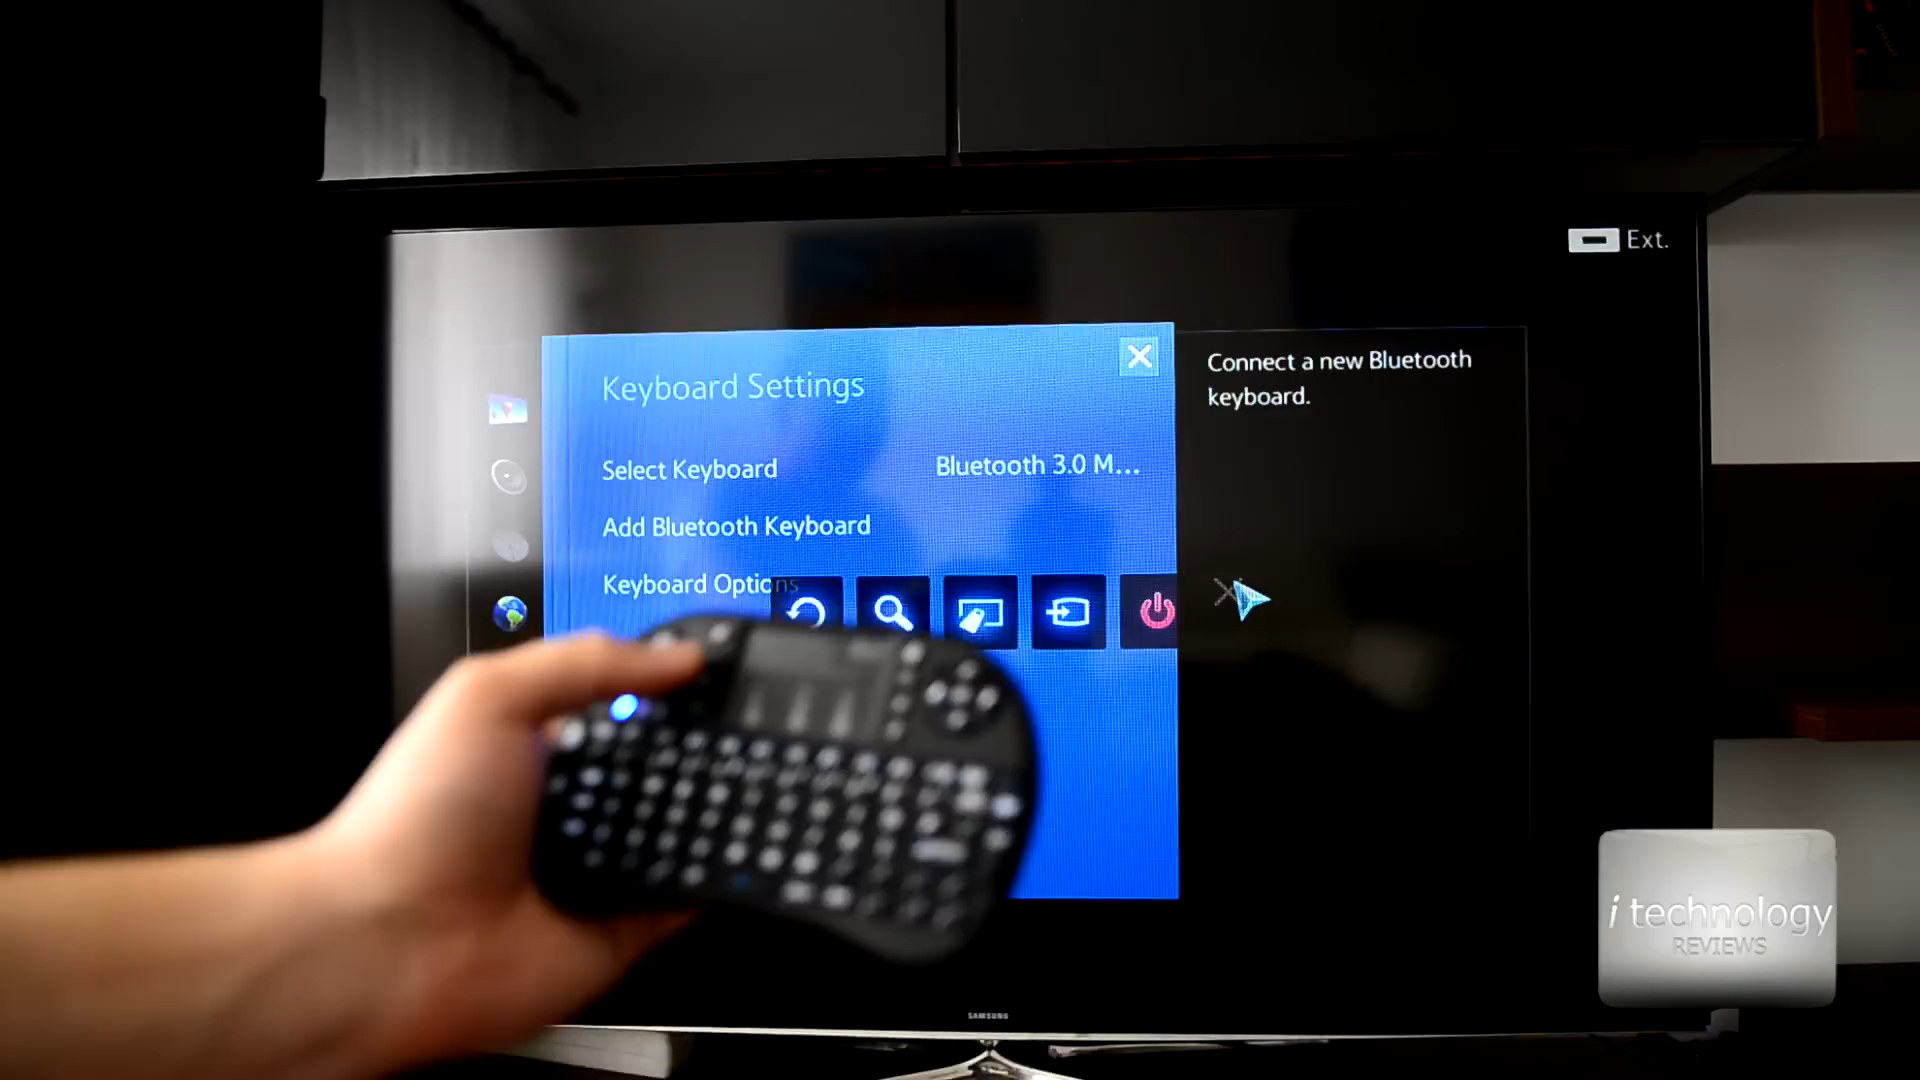 Ext.
Keyboard Settings
Connect a new Bluetooth
keyboard.
Select Keyboard
Bluetooth 3.0 M...
Add Bluetooth Keyboard
Keyboard Options
SAMSUNG
i technology
REVIEWS